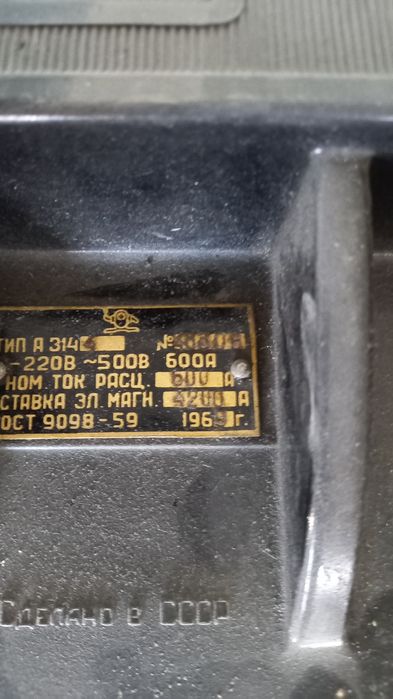 ТИП А 314
№
-220В ~500В 600А
НОМ. ТОК РАСЦ. 600 А
СТАВКА ЭЛ МАГН. 4200 А
ОСТ 9098-59 196 г.
СДЕЛАНО В СССР